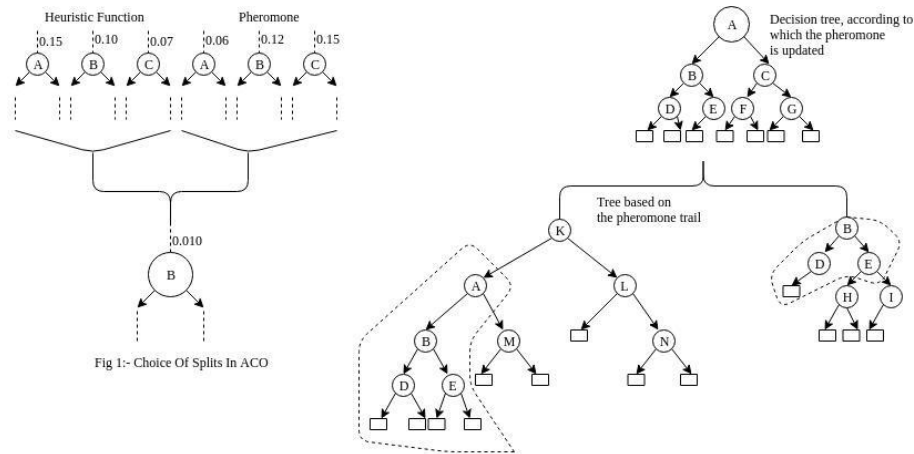 Heuristic Function
Pheromone
0.15
0.10
0.07
0.06
0.12
0.15
A
B
C
A
B
C
0.010
B
Fig 1:- Choice Of Splits In ACO
A
Decision tree, according to
which the pheromone
is updated
B
C
D
E
F
G
Tree based on
the pheromone trail
K
B
D
E
A
L
H
I
B
M
N
D
E